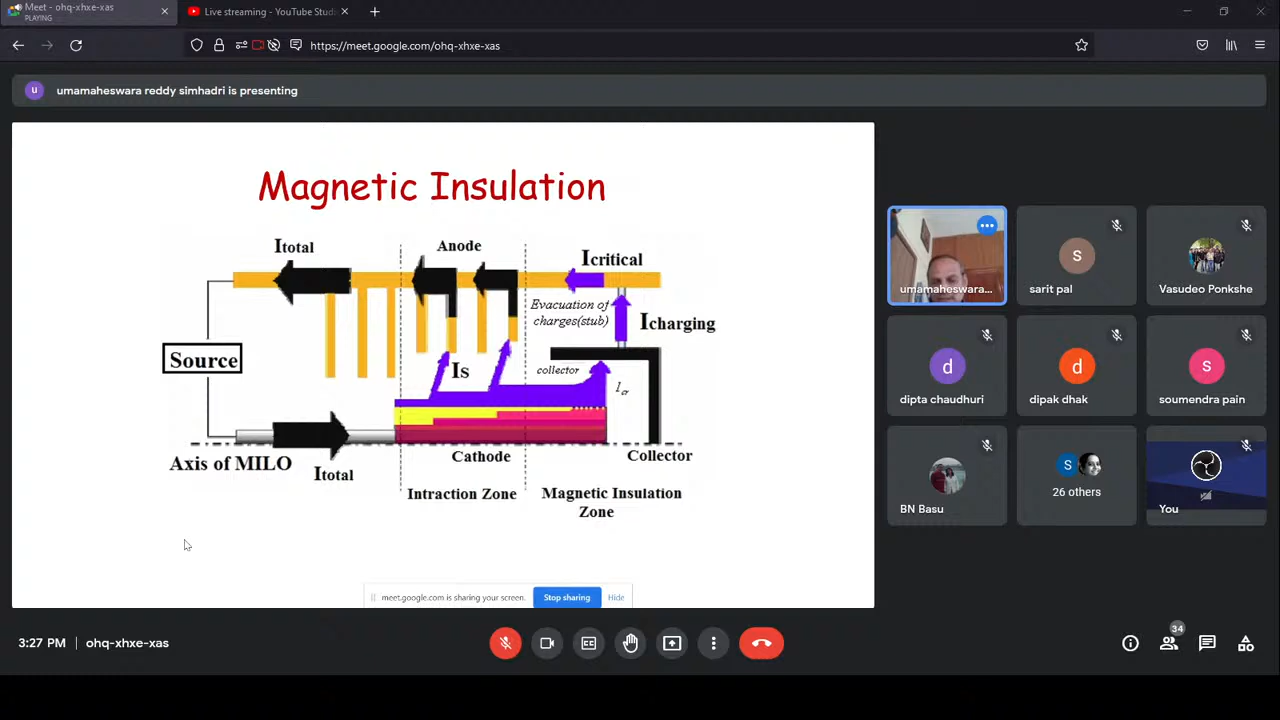 Meet - ohq-xhxe-xas
PLAYING
Live streaming - YouTube Stud
https://meet.google.com/ohq-xhxe-xas
u
umamaheswara reddy simhadri is presenting
Magnetic Insulation
Itotal
Anode
Icritical
Evacuation of
charges(stub)
Icharging
Source
Is
collector
Icr
Axis of MILO
Itotal
Cathode
Collector
Intraction Zone
Magnetic Insulation
Zone
meet.google.com is sharing your screen.
Stop sharing
Hide
umamaheswara...
s
sarit pal
Vasudeo Ponkshe
d
dipta chaudhuri
d
dipak dhak
s
soumendra pain
BN Basu
S
26 others
You
3:27 PM
ohq-xhxe-xas
34